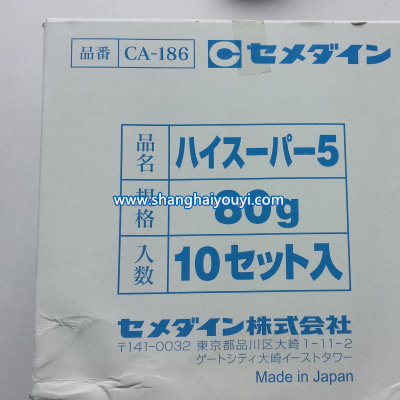 品番 CA-186 セメダイン
品名 ハイスーパー5
www.shanghaiyouyi.com
規格 80g
入数 10セット入
セメダイン株式会社
〒141-0032 東京都品川区大崎1-11-2
ゲートシティ大崎イーストタワー
Made in Japan